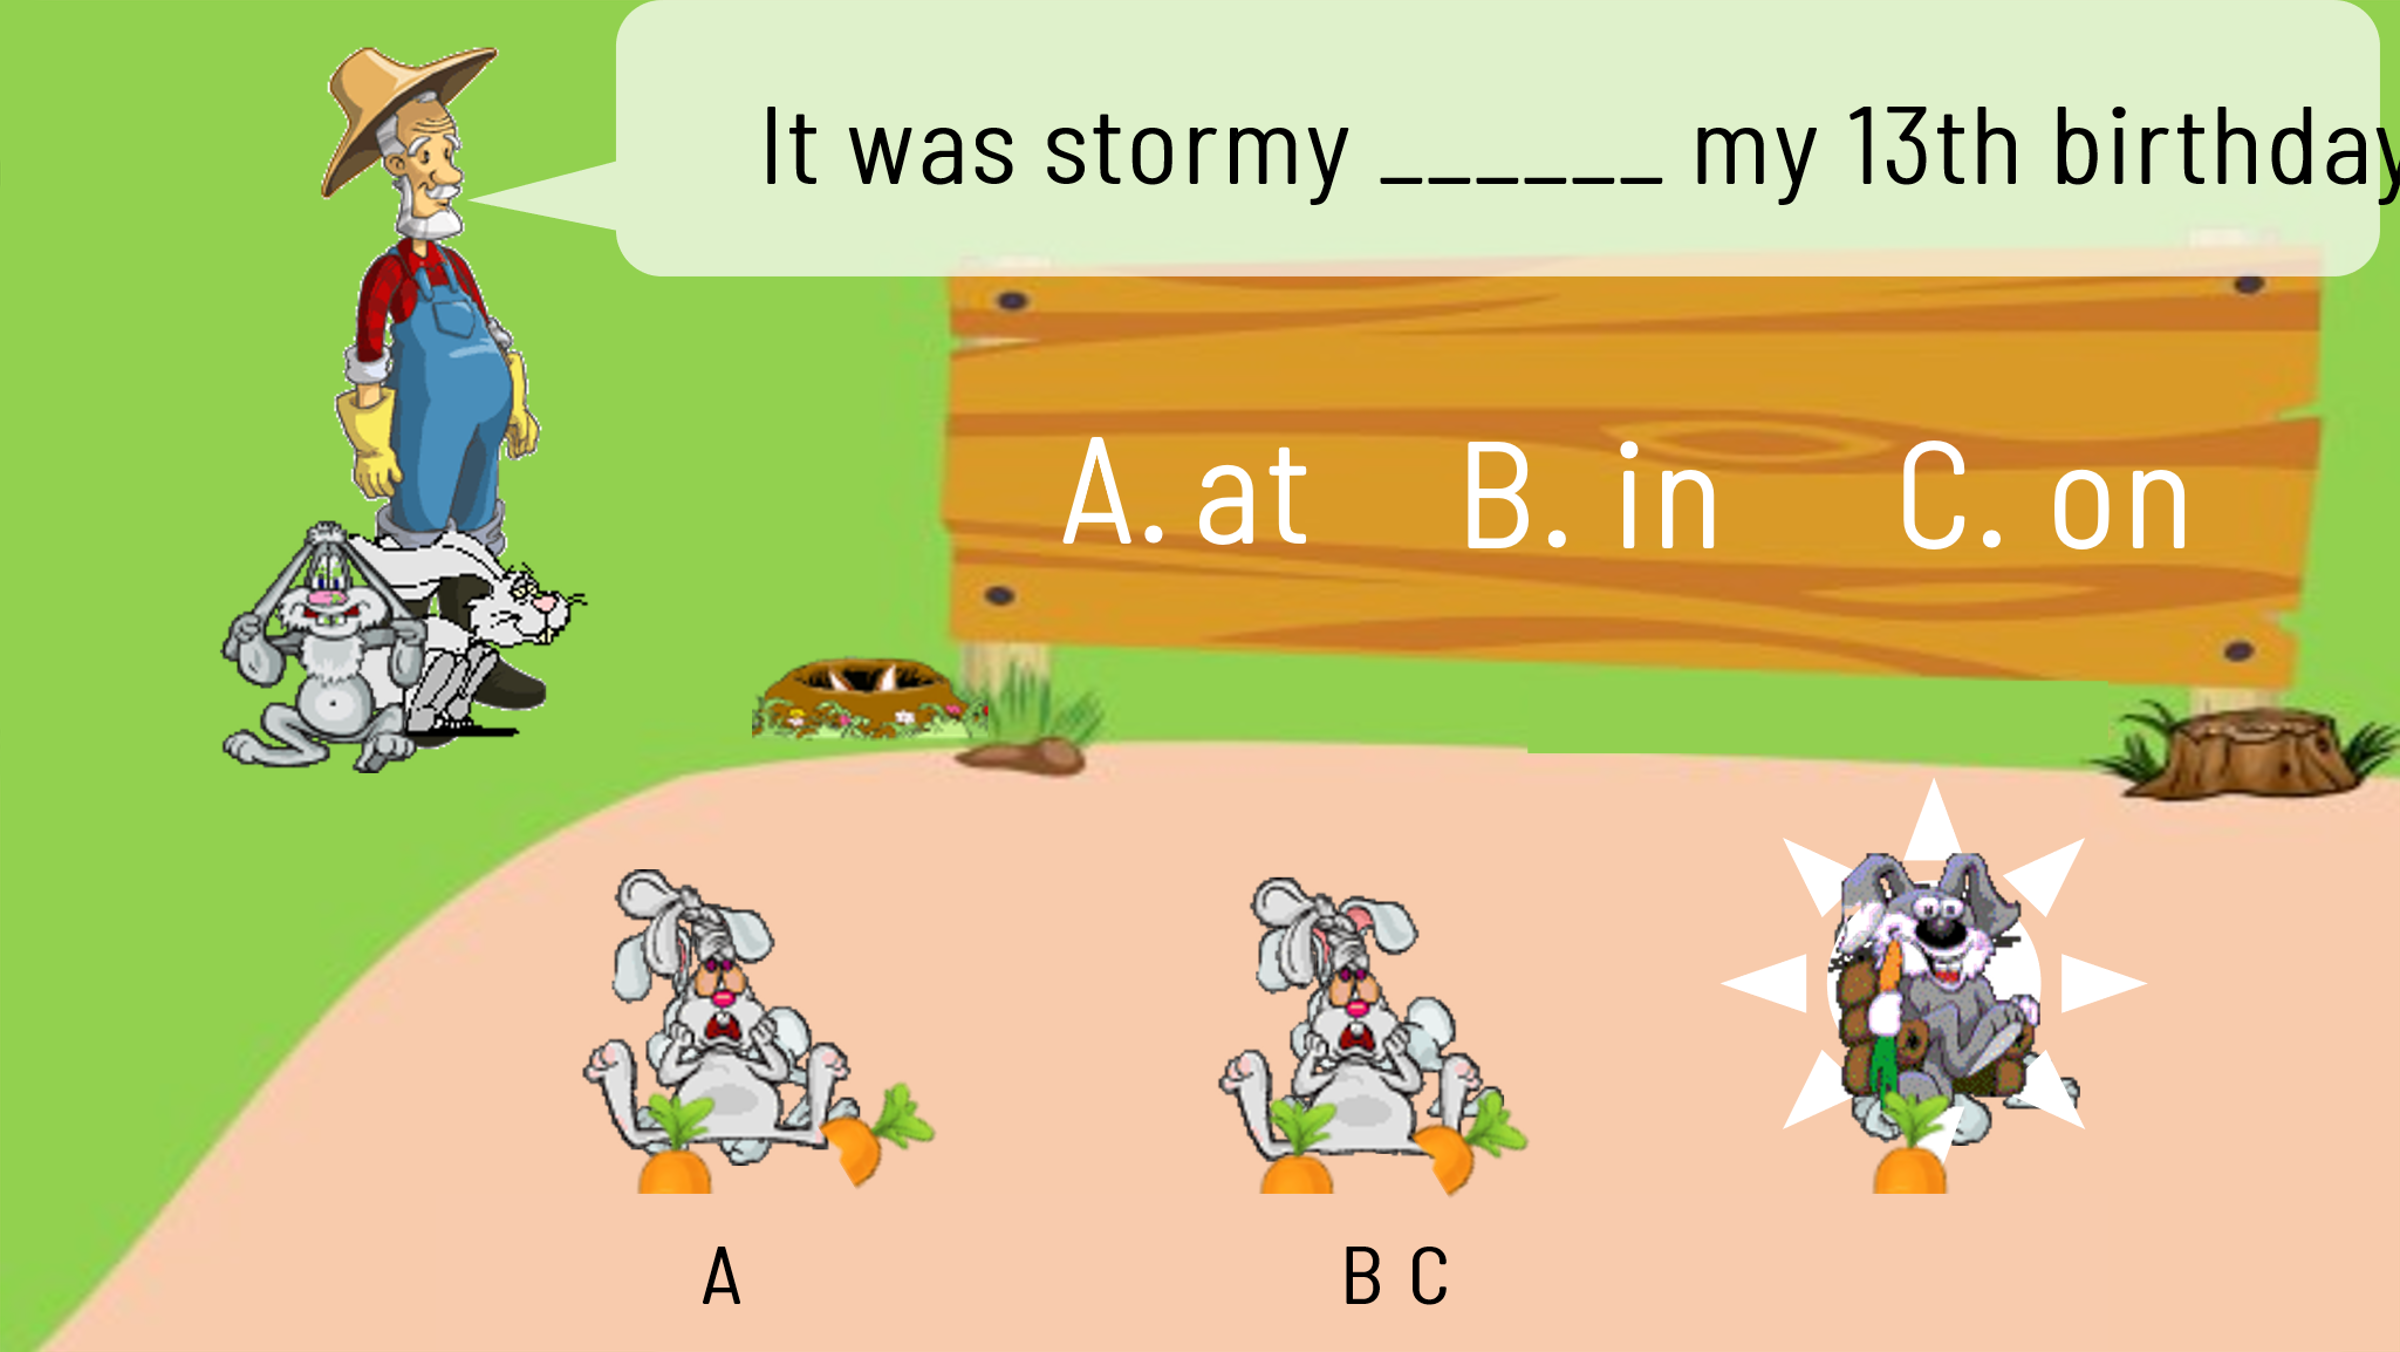 It was stormy ______ my 13th birthday
A. at B. in C. on
A B C